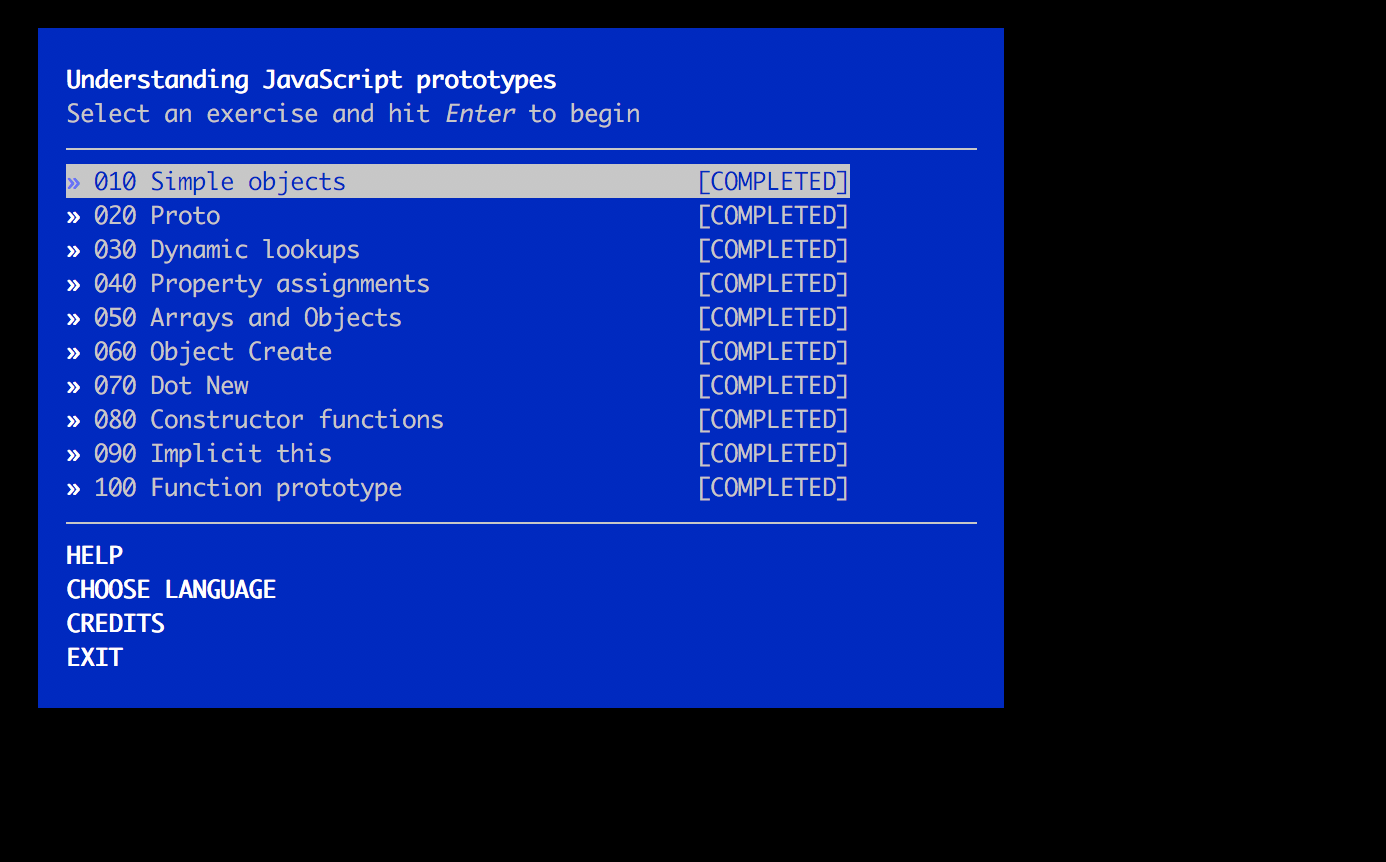 Understanding JavaScript prototypes
Select an exercise and hit Enter to begin
» 010 Simple objects [COMPLETED]
» 020 Proto [COMPLETED]
» 030 Dynamic lookups [COMPLETED]
» 040 Property assignments [COMPLETED]
» 050 Arrays and Objects [COMPLETED]
» 060 Object Create [COMPLETED]
» 070 Dot New [COMPLETED]
» 080 Constructor functions [COMPLETED]
» 090 Implicit this [COMPLETED]
» 100 Function prototype [COMPLETED]
HELP
CHOOSE LANGUAGE
CREDITS
EXIT